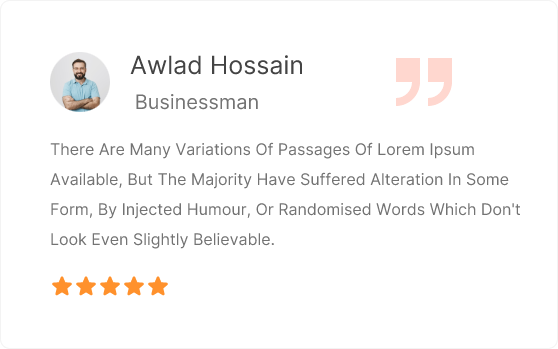 Awlad Hossain
Businessman
There Are Many Variations Of Passages Of Lorem Ipsum
Available, But The Majority Have Suffered Alteration In Some
Form, By Injected Humour, Or Randomised Words Which Don't
Look Even Slightly Believable.